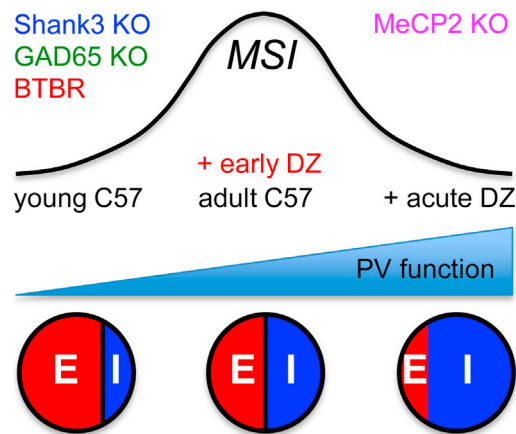 Shank3 KO
MeCP2 KO
GAD65 KO
MSI
BTBR
+ early DZ
young C57
adult C57
+ acute DZ
PV function
E I
E I
E I